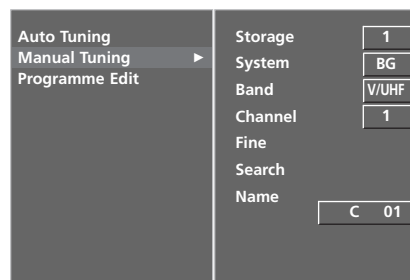 Auto Tuning
Manual Tuning ►
Programme Edit
Storage 1
System BG
Band V/UHF
Channel 1
Fine
Search
Name
C 01